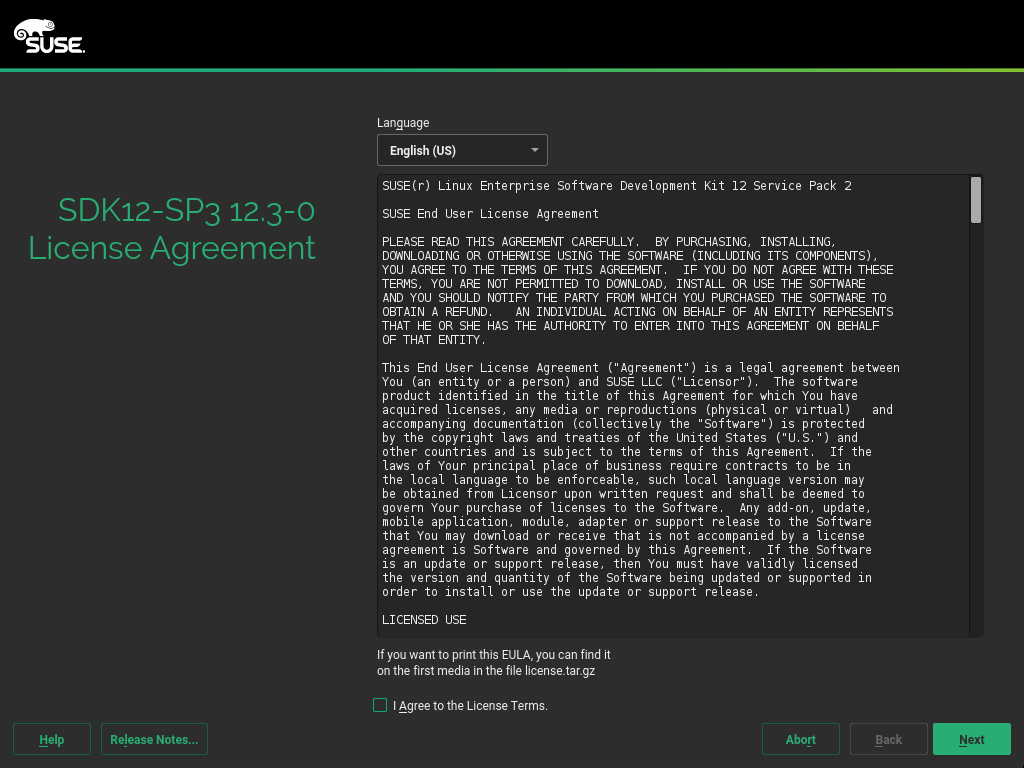 SUSE
Language
English (US)
SDK12-SP3 12.3-0
License Agreement
SUSE(r) Linux Enterprise Software Development Kit 12 Service Pack 2
SUSE End User License Agreement
PLEASE READ THIS AGREEMENT CAREFULLY.  BY PURCHASING, INSTALLING,
DOWNLOADING OR OTHERWISE USING THE SOFTWARE (INCLUDING ITS COMPONENTS),
YOU AGREE TO THE TERMS OF THIS AGREEMENT.  IF YOU DO NOT AGREE WITH THESE
TERMS, YOU ARE NOT PERMITTED TO DOWNLOAD, INSTALL OR USE THE SOFTWARE
AND YOU SHOULD NOTIFY THE PARTY FROM WHICH YOU PURCHASED THE SOFTWARE TO
OBTAIN A REFUND.   AN INDIVIDUAL ACTING ON BEHALF OF AN ENTITY REPRESENTS
THAT HE OR SHE HAS THE AUTHORITY TO ENTER INTO THIS AGREEMENT ON BEHALF
OF THAT ENTITY.
This End User License Agreement ("Agreement") is a legal agreement between
You (an entity or a person) and SUSE LLC ("Licensor").  The software
product identified in the title of this Agreement for which You have
acquired licenses, any media or reproductions (physical or virtual)   and
accompanying documentation (collectively the "Software") is protected
by the copyright laws and treaties of the United States ("U.S.") and
other countries and is subject to the terms of this Agreement.  If the
laws of Your principal place of business require contracts to be in
the local language to be enforceable, such local language version may
be obtained from Licensor upon written request and shall be deemed to
govern Your purchase of licenses to the Software.  Any add-on, update,
mobile application, module, adapter or support release to the Software
that You may download or receive that is not accompanied by a license
agreement is Software and governed by this Agreement.  If the Software
is an update or support release, then You must have validly licensed
the version and quantity of the Software being updated or supported in
order to install or use the update or support release.
LICENSED USE
If you want to print this EULA, you can find it
on the first media in the file license.tar.gz
I Agree to the License Terms.
Help
Release Notes...
Abort
Back
Next